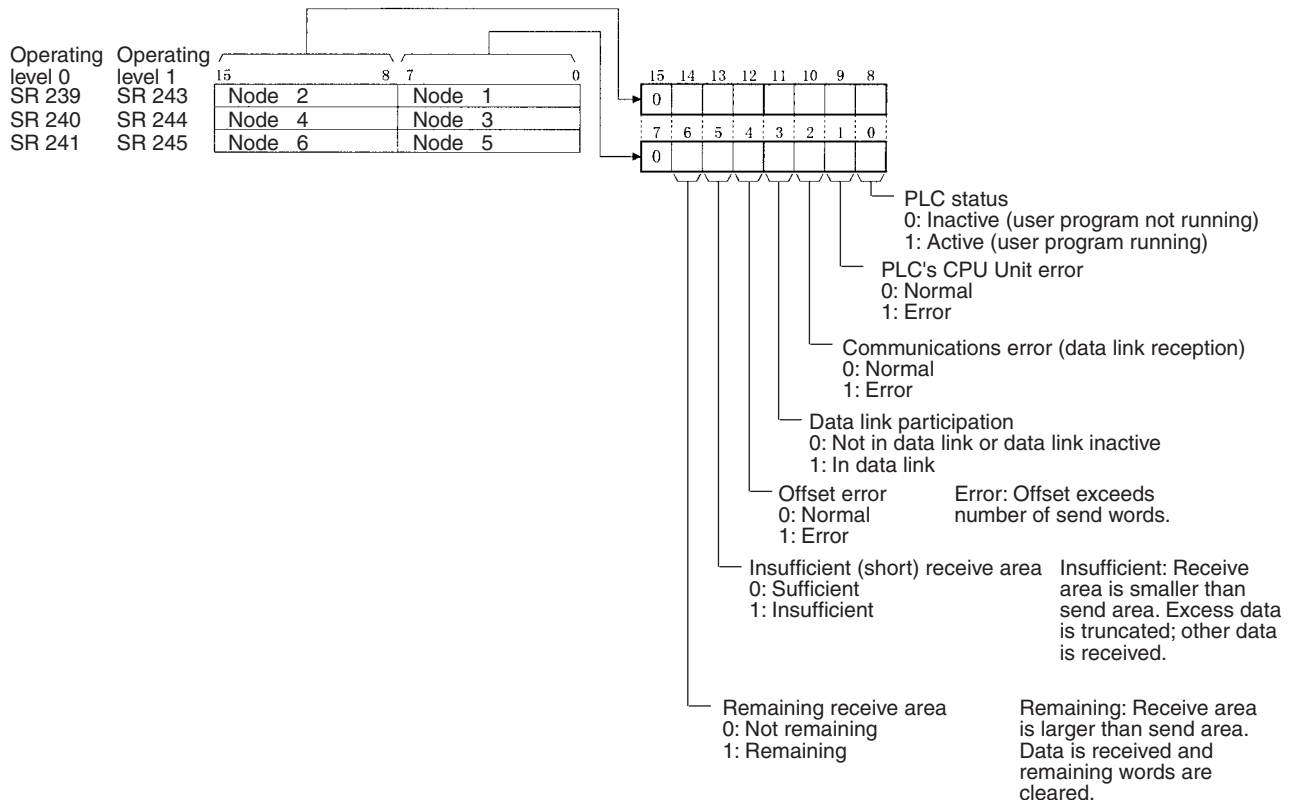 Operating Operating
level 0 level 1 15 8 7 0
SR 239 SR 243 Node 2 Node 1
SR 240 SR 244 Node 4 Node 3
SR 241 SR 245 Node 6 Node 5
15 14 13 12 11 10 9 8
0
7 6 5 4 3 2 1 0
0
PLC status
0: Inactive (user program not running)
1: Active (user program running)
PLC's CPU Unit error
0: Normal
1: Error
Communications error (data link reception)
0: Normal
1: Error
Data link participation
0: Not in data link or data link inactive
1: In data link
Offset error
0: Normal
1: Error
Error: Offset exceeds
number of send words.
Insufficient (short) receive area
0: Sufficient
1: Insufficient
Insufficient: Receive
area is smaller than
send area. Excess data
is truncated; other data
is received.
Remaining receive area
0: Not remaining
1: Remaining
Remaining: Receive area
is larger than send area.
Data is received and
remaining words are
cleared.